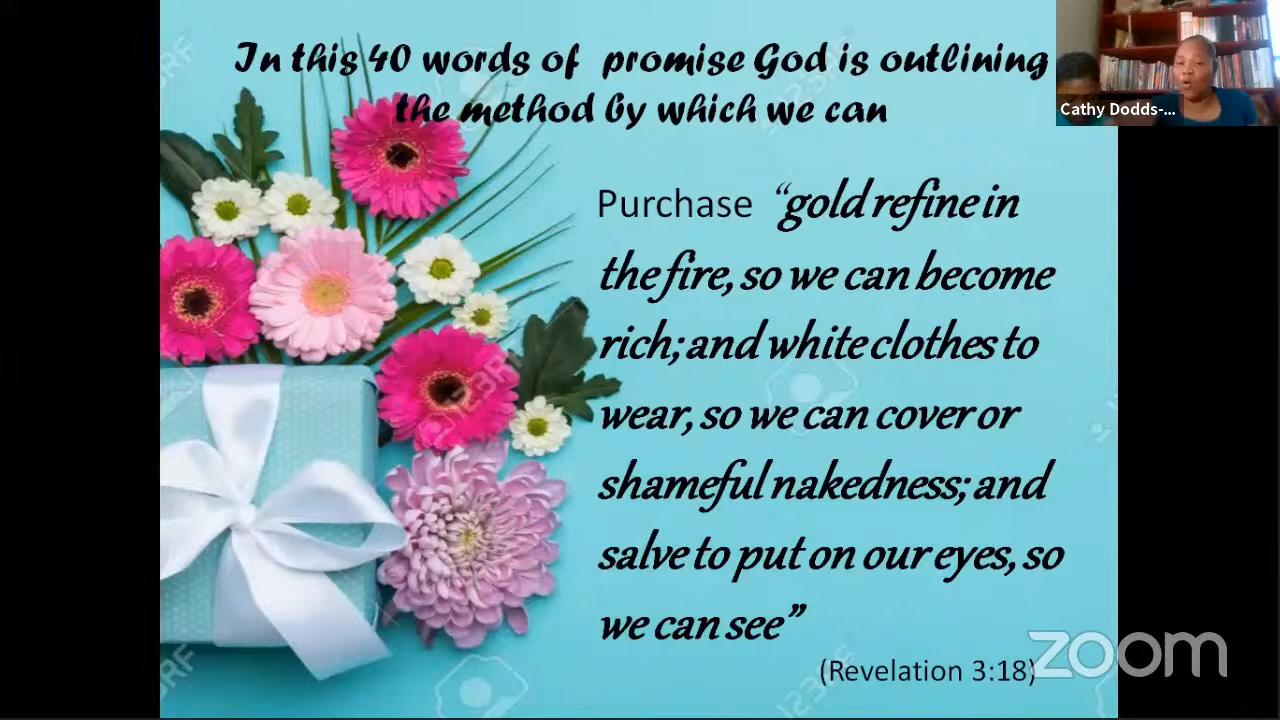 In this 40 words of promise God is outlining
the method by which we can
Cathy Dodds-...
Purchase "gold refine in
the fire, so we can become
rich; and white clothes to
wear, so we can cover or
shameful nakedness; and
salve to put on our eyes, so
we can see"
(Revelation 3:18)
zoom